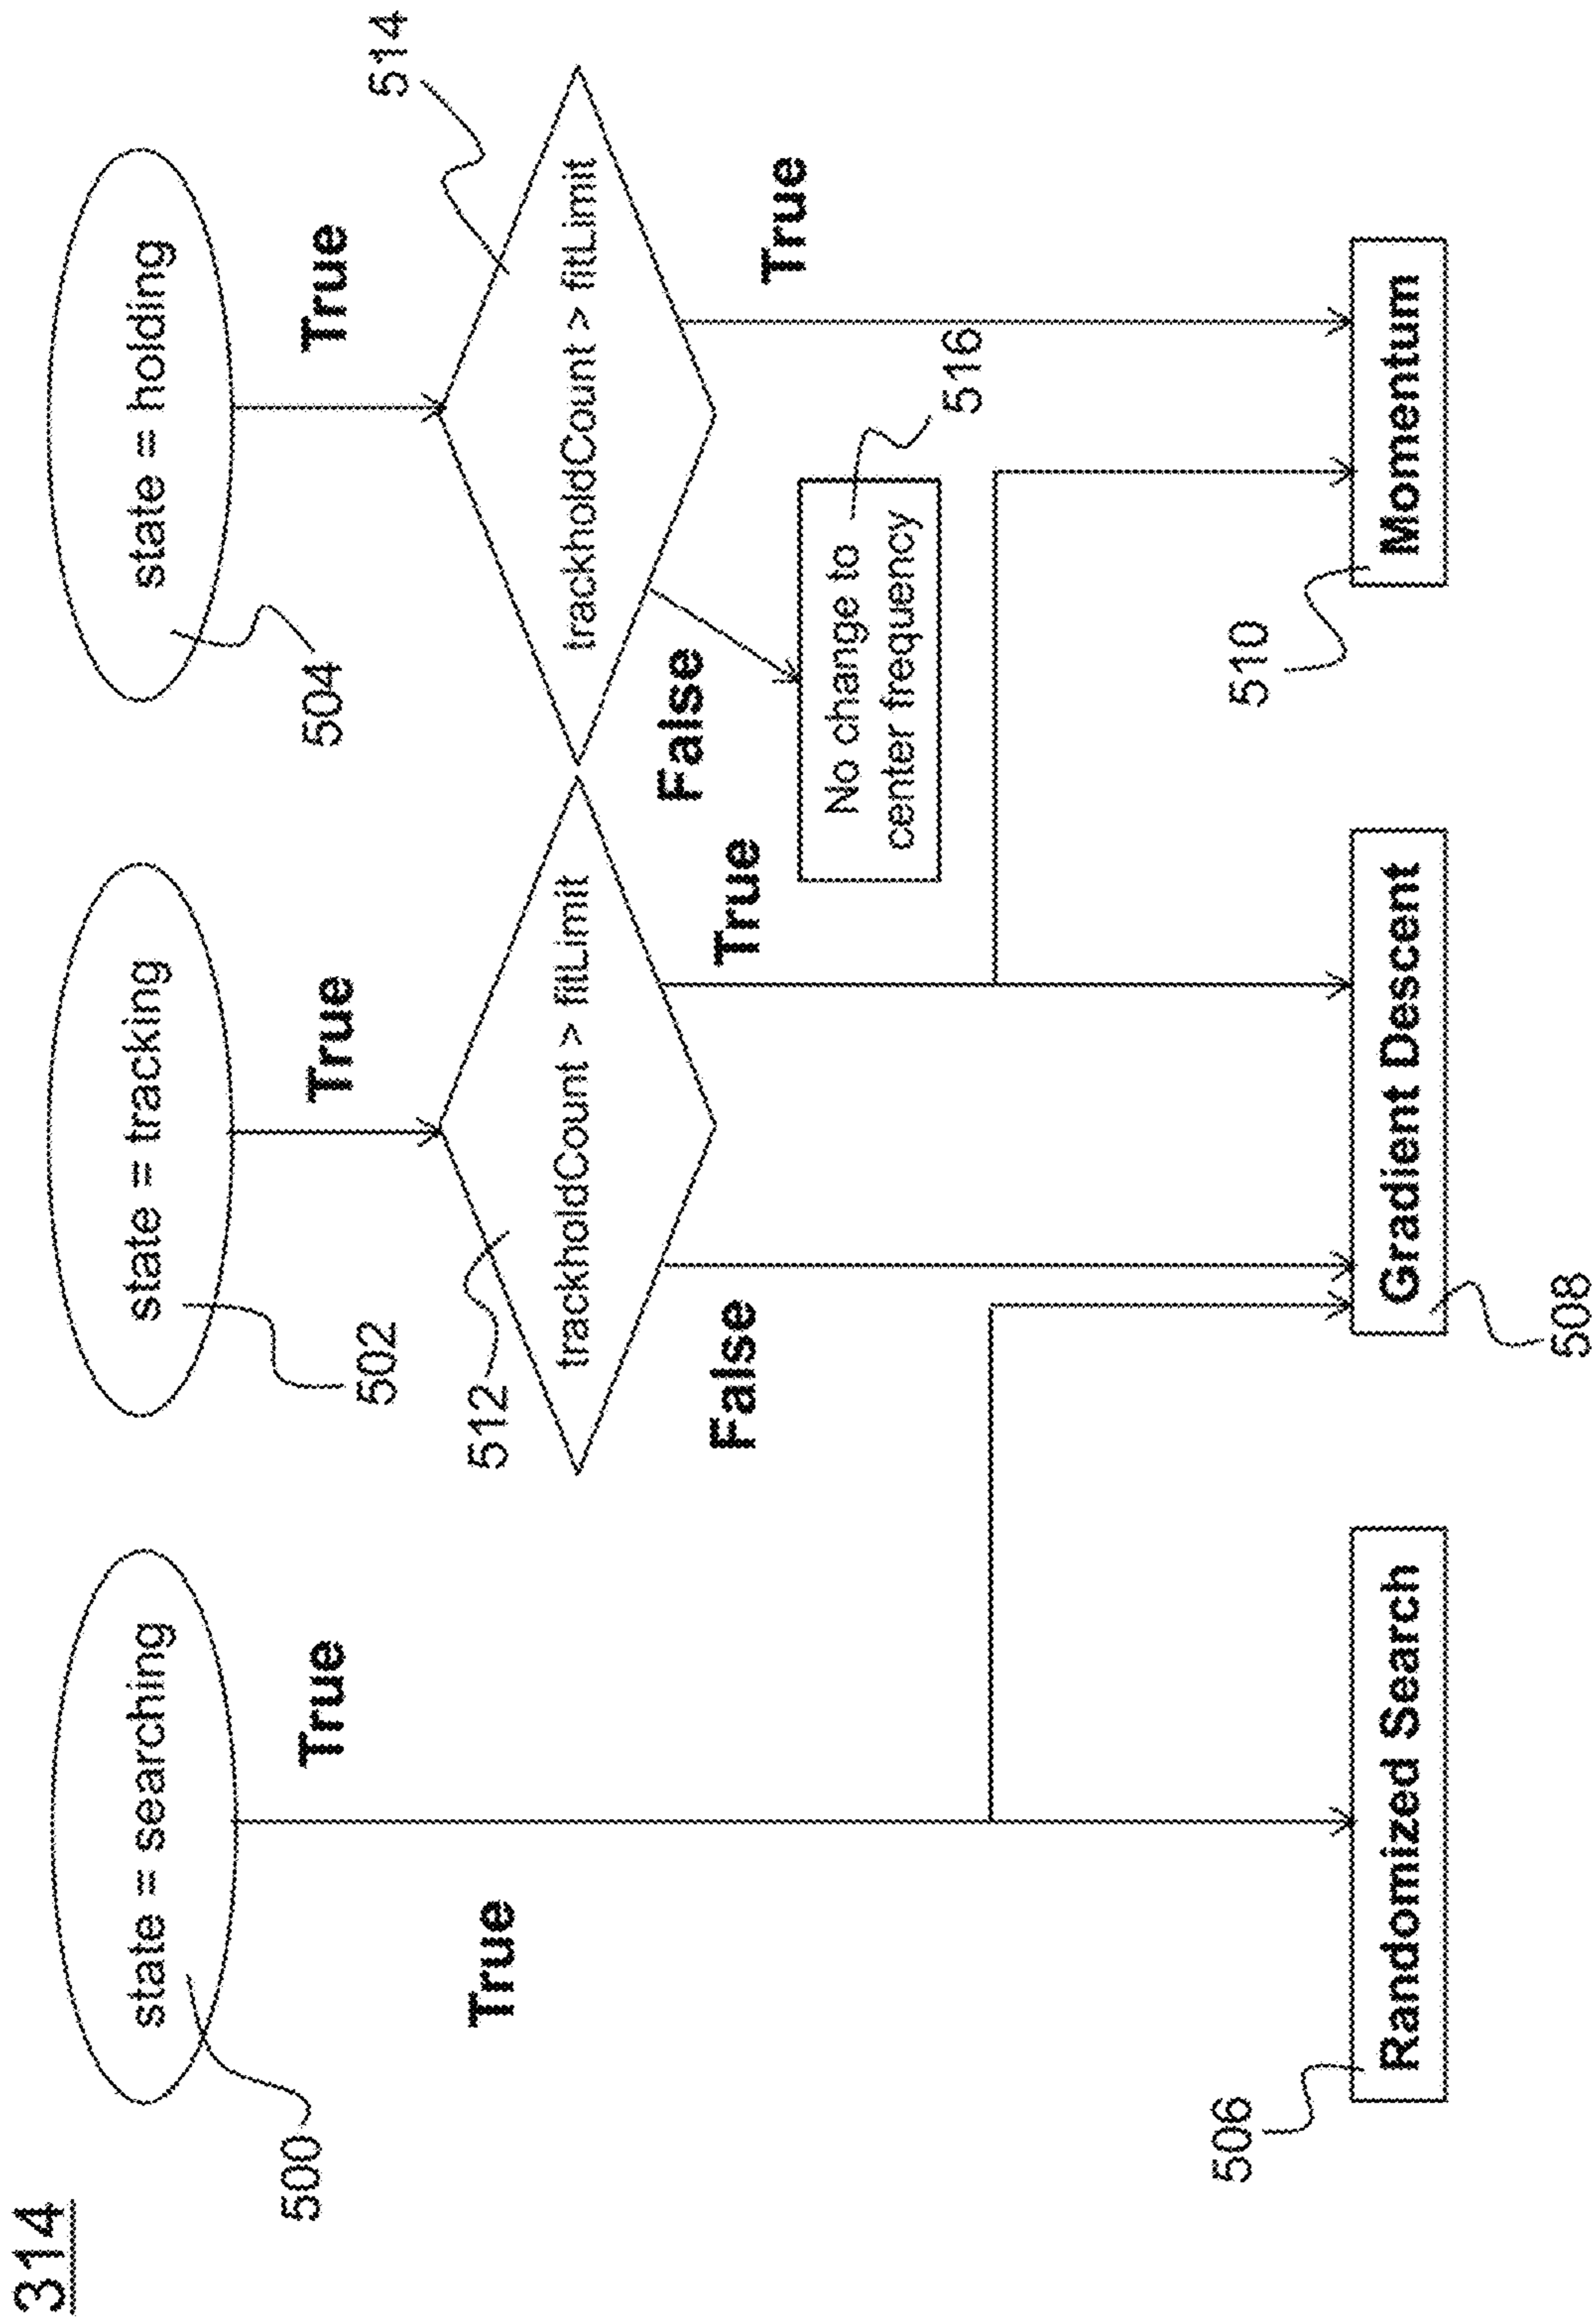 314
500
state = searching
502
state = tracking
504
state = holding
True
True
True
True
512
trackholdCount > fitLimit
514
trackholdCount > fitLimit
False
True
False
True
No change to
center frequency
516
506
Randomized Search
508
Gradient Descent
510
Momentum